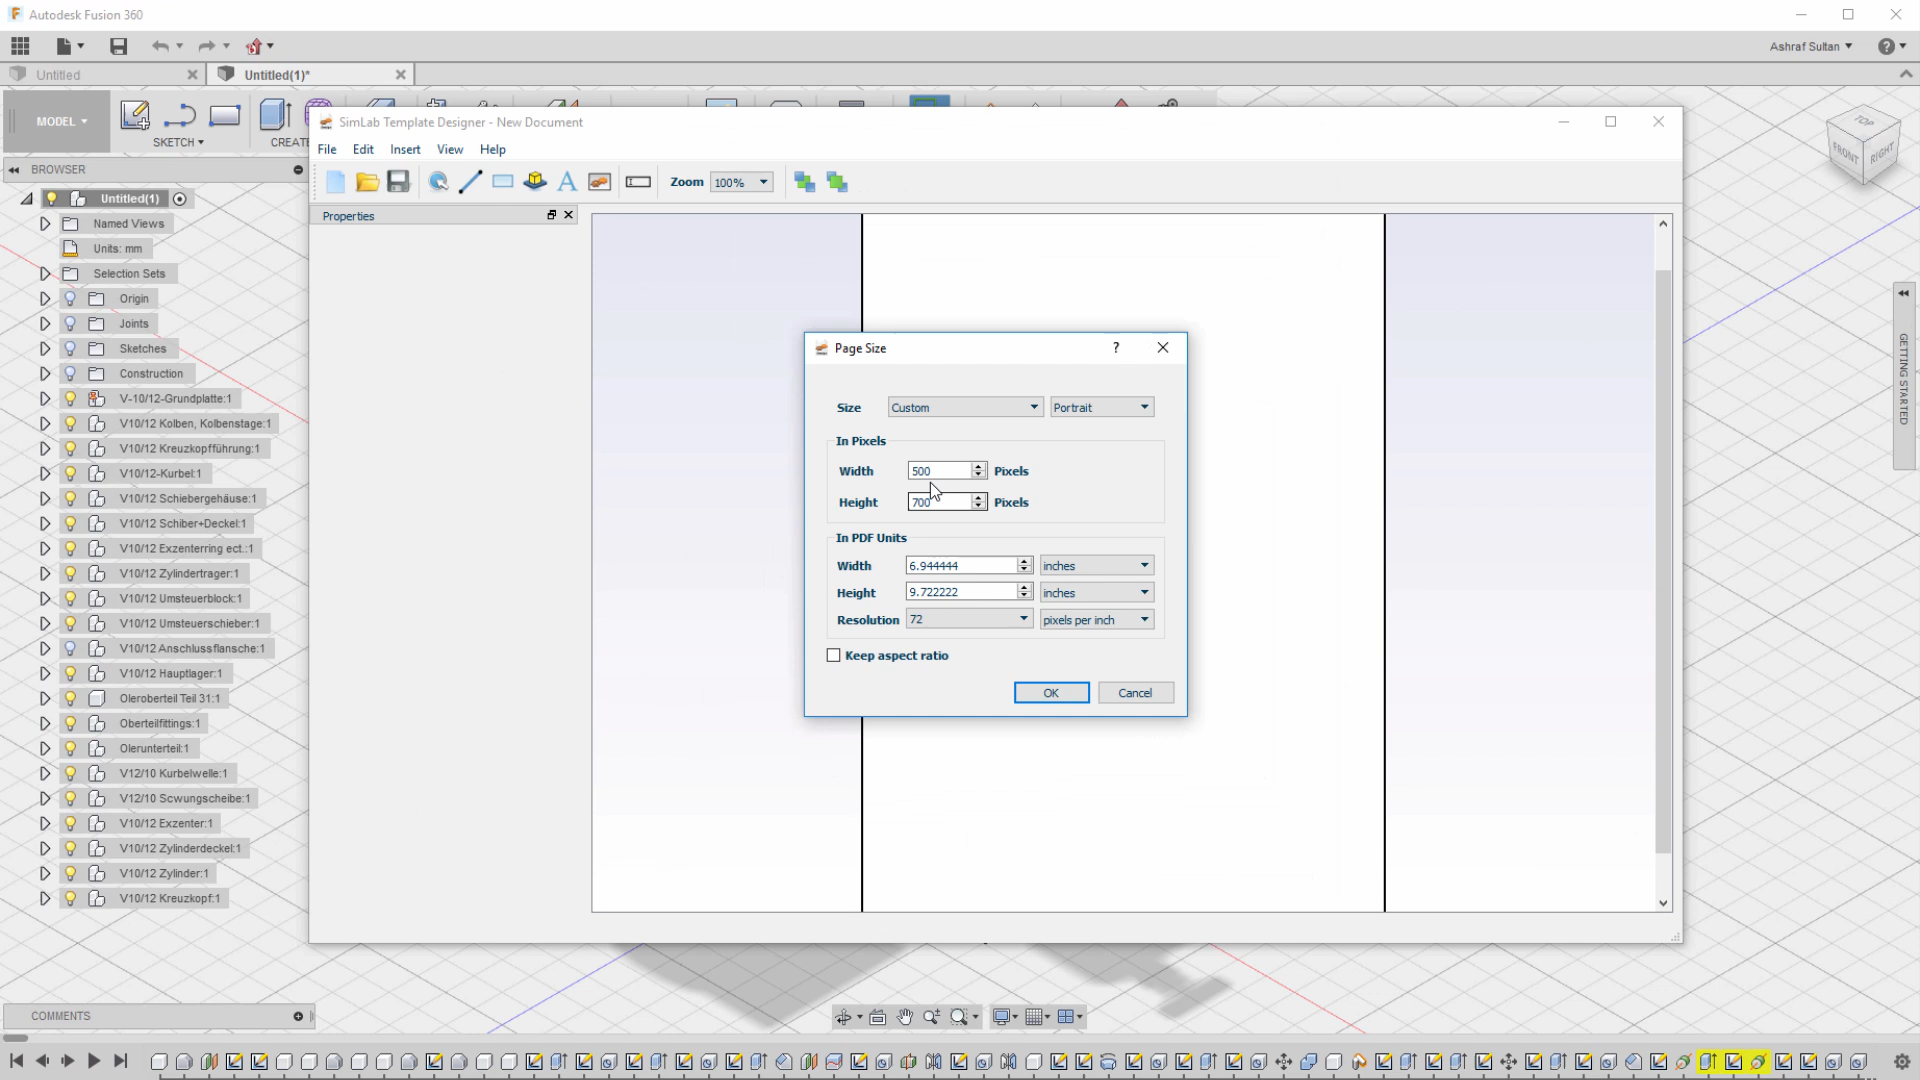 Autodesk Fusion 360
Ashraf Sultan
Untitled
Untitled(1)*
MODEL
SKETCH
CREATE
SimLab Template Designer - New Document
File Edit Insert View Help
Zoom 100%
Properties
BROWSER
Untitled(1)
Named Views
Units: mm
Selection Sets
Origin
Joints
Sketches
Construction
V-10/12-Grundplatte:1
V10/12 Kolben, Kolbenstage:1
V10/12 Kreuzkopfführung:1
V10/12-Kurbel:1
V10/12 Schiebergehäuse:1
V10/12 Schiber+Deckel:1
V10/12 Exzenterring ect.:1
V10/12 Zylindertrager:1
V10/12 Umsteuerblock:1
V10/12 Umsteuerschieber:1
V10/12 Anschlussflansche:1
V10/12 Hauptlager:1
Oleroberteil Teil 31:1
Oberteilfittings:1
Olerunterteil:1
V12/10 Kurbelwelle:1
V12/10 Scwungscheibe:1
V10/12 Exzenter:1
V10/12 Zylinderdeckel:1
V10/12 Zylinder:1
V10/12 Kreuzkopf:1
Page Size
?
Size Custom Portrait
In Pixels
Width 500 Pixels
Height 700 Pixels
In PDF Units
Width 6.944444 inches
Height 9.722222 inches
Resolution 72 pixels per inch
Keep aspect ratio
OK Cancel
TOP
FRONT
RIGHT
GETTING STARTED
COMMENTS